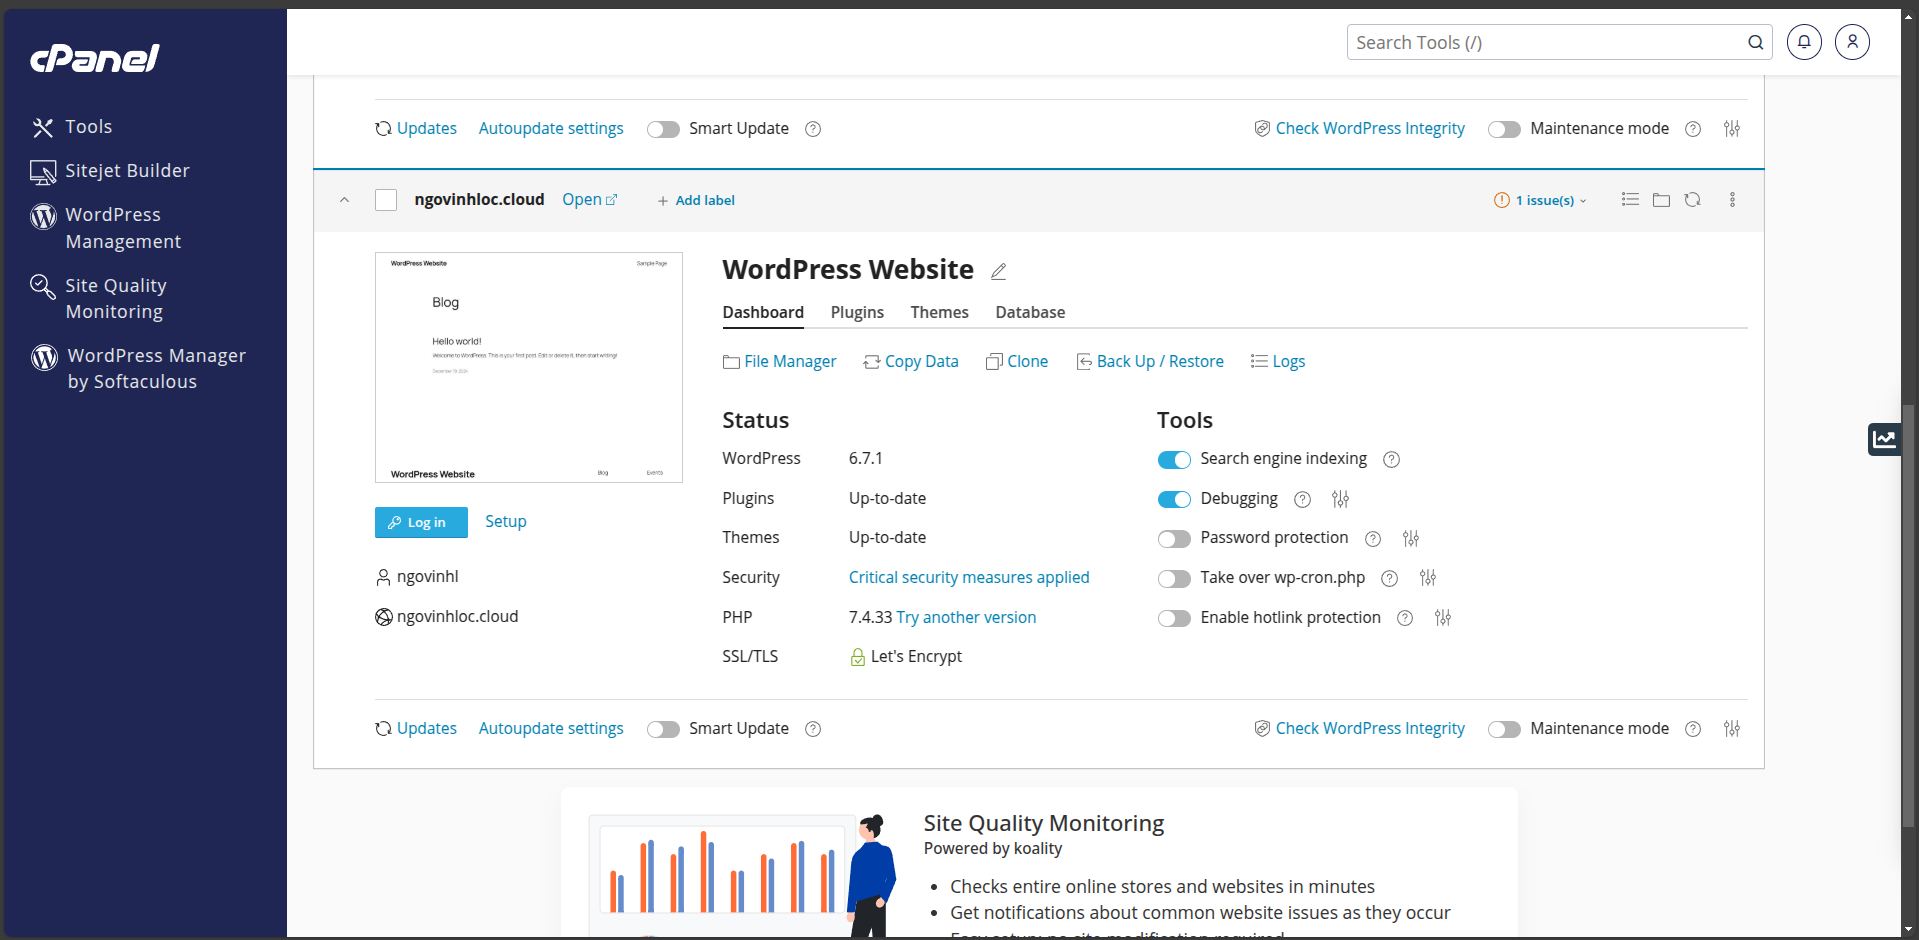 cPanel
Search Tools (/)
Tools
Sitejet Builder
WordPress
Management
Site Quality
Monitoring
WordPress Manager
by Softaculous
Updates Autoupdate settings Smart Update Check WordPress Integrity Maintenance mode
ngovinhloc.cloud Open + Add label 1 issue(s)
WordPress Website Sample Page
Blog
Hello world!
Welcome to WordPress. This is your first post. Edit or delete it, then start writing!
WordPress Website Blog Events
Log in Setup
ngovinhl
ngovinhloc.cloud
WordPress Website
Dashboard Plugins Themes Database
File Manager Copy Data Clone Back Up / Restore Logs
Status
WordPress 6.7.1
Plugins Up-to-date
Themes Up-to-date
Security Critical security measures applied
PHP 7.4.33 Try another version
SSL/TLS Let's Encrypt
Tools
Search engine indexing
Debugging
Password protection
Take over wp-cron.php
Enable hotlink protection
Updates Autoupdate settings Smart Update Check WordPress Integrity Maintenance mode
Site Quality Monitoring
Powered by koality
• Checks entire online stores and websites in minutes
• Get notifications about common website issues as they occur